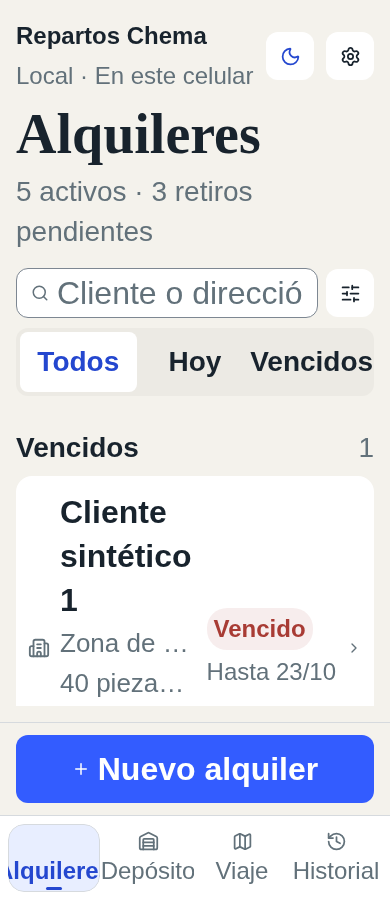 Repartos Chema
Local · En este celular
Alquileres
5 activos · 3 retiros
pendientes
Cliente o direcció
Todos
Hoy
Vencidos
Vencidos
1
Cliente
sintético
1
Zona de …
40 pieza…
Vencido
Hasta 23/10
+ Nuevo alquiler
Alquilere
Depósito
Viaje
Historial